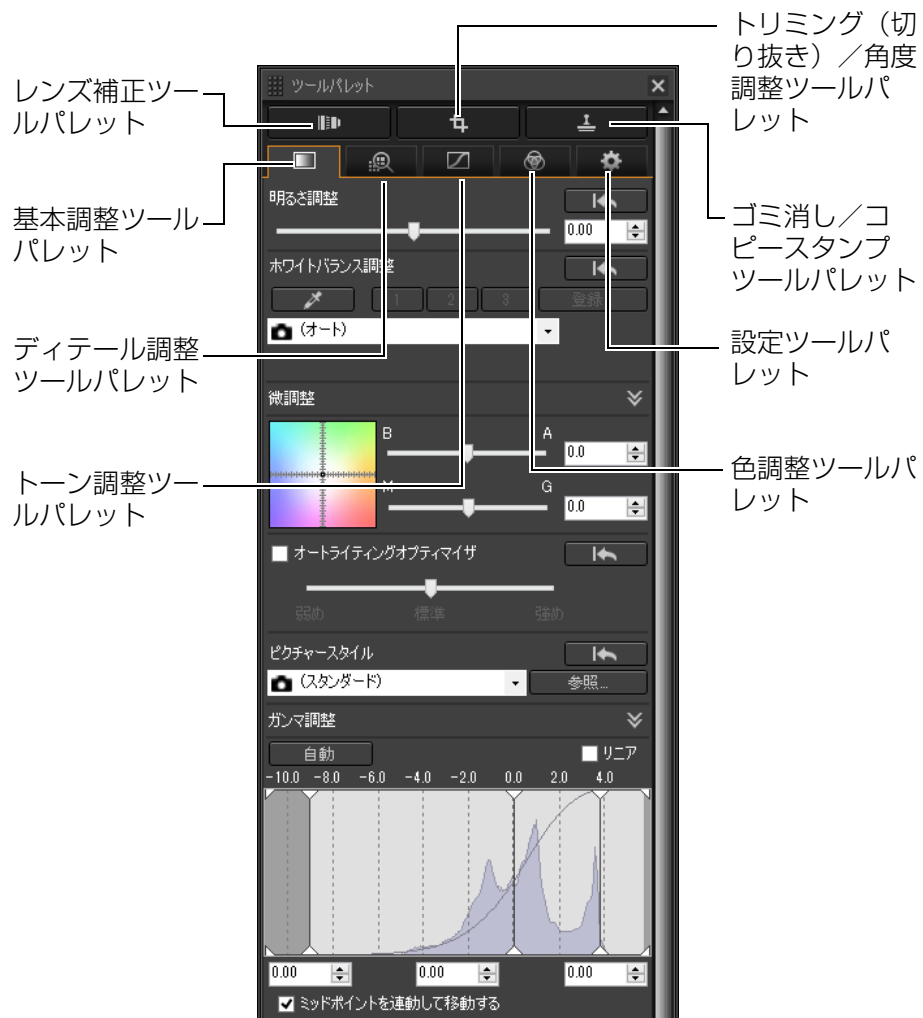 トリミング（切
り抜き）／角度
調整ツールパ
レット
レンズ補正ツー
ルパレット
基本調整ツール
パレット
ゴミ消し／コ
ピースタンプ
ツールパレット
ディテール調整
ツールパレット
設定ツールパ
レット
トーン調整ツー
ルパレット
色調整ツールパ
レット
ツールパレット
明るさ調整
0.00
ホワイトバランス調整
1 2 3 登録
(オート)
微調整
B A 0.0
M G 0.0
オートライティングオプティマイザ
弱め 標準 強め
ピクチャースタイル
(スタンダード) 参照...
ガンマ調整
自動 リニア
-10.0 -8.0 -6.0 -4.0 -2.0 0.0 2.0 4.0
0.00 0.00 0.00
ミッドポイントを連動して移動する